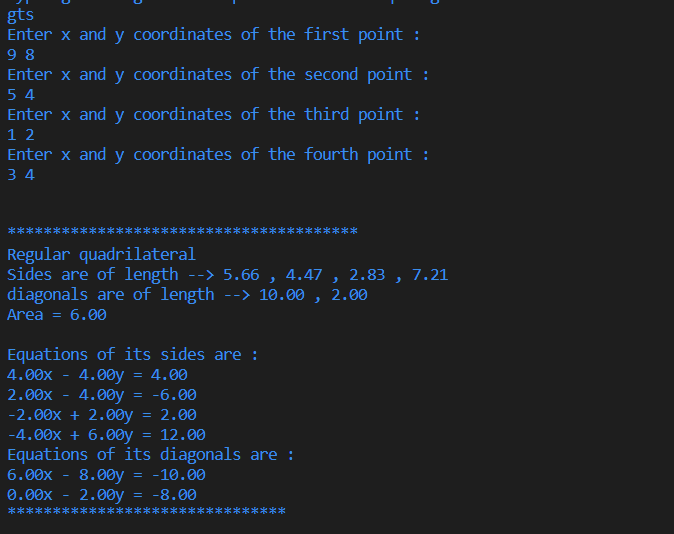 gts
Enter x and y coordinates of the first point :
9 8
Enter x and y coordinates of the second point :
5 4
Enter x and y coordinates of the third point :
1 2
Enter x and y coordinates of the fourth point :
3 4
***************************************
Regular quadrilateral
Sides are of length --> 5.66 , 4.47 , 2.83 , 7.21
diagonals are of length --> 10.00 , 2.00
Area = 6.00
Equations of its sides are :
4.00x - 4.00y = 4.00
2.00x - 4.00y = -6.00
-2.00x + 2.00y = 2.00
-4.00x + 6.00y = 12.00
Equations of its diagonals are :
6.00x - 8.00y = -10.00
0.00x - 2.00y = -8.00
*******************************